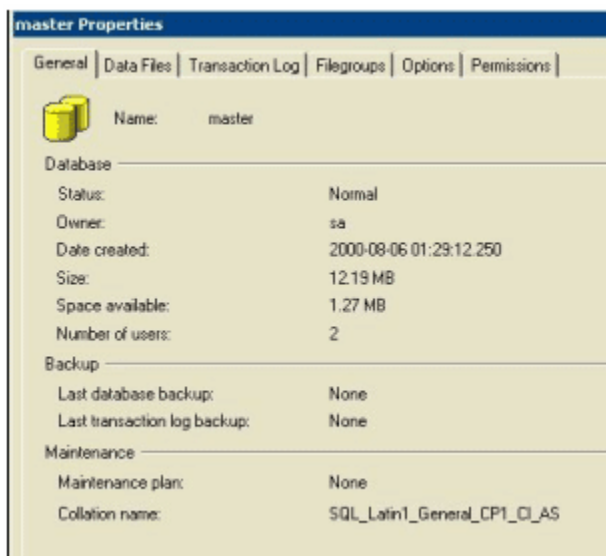 master Properties
General Data Files Transaction Log Filegroups Options Permissions
Name: master
Database
Status: Normal
Owner: sa
Date created: 2000-08-06 01:29:12.250
Size: 12.19 MB
Space available: 1.27 MB
Number of users: 2
Backup
Last database backup: None
Last transaction log backup: None
Maintenance
Maintenance plan: None
Collation name: SQL_Latin1_General_CP1_CI_AS